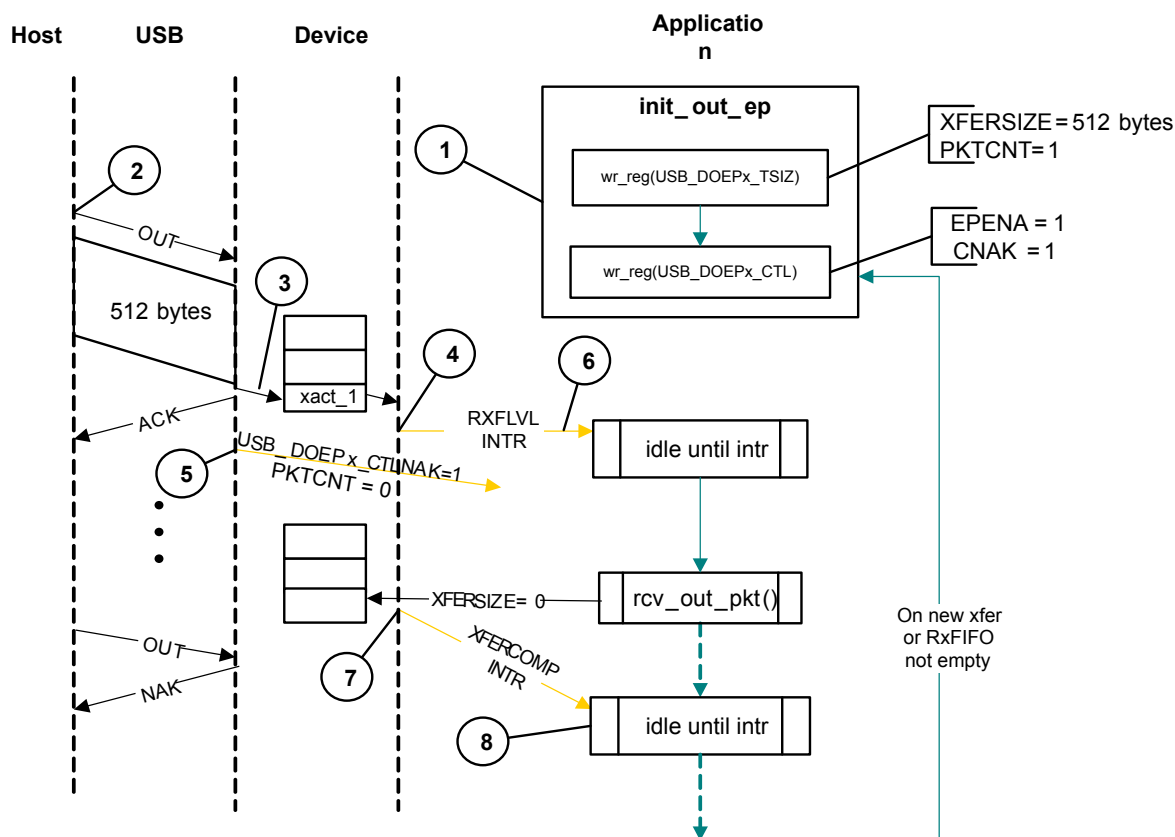 Host
USB
Device
Applicatio
n
init_out_ep
XFERSIZE = 512 bytes
PKTCNT= 1
1
wr_reg(USB_DOEPx_TSIZ)
2
OUT
EPENA = 1
CNAK = 1
wr_reg(USB_DOEPx_CTL)
3
512 bytes
4
6
xact_1
ACK
RXFLVL
INTR
idle until intr
5
USB_DOEPx_CTLNAK=1
PKTCNT = 0
XFERSIZE= 0
rcv_out_pkt()
On new xfer
or RxFIFO
not empty
OUT
NAK
7
XFERCOMP
INTR
8
idle until intr